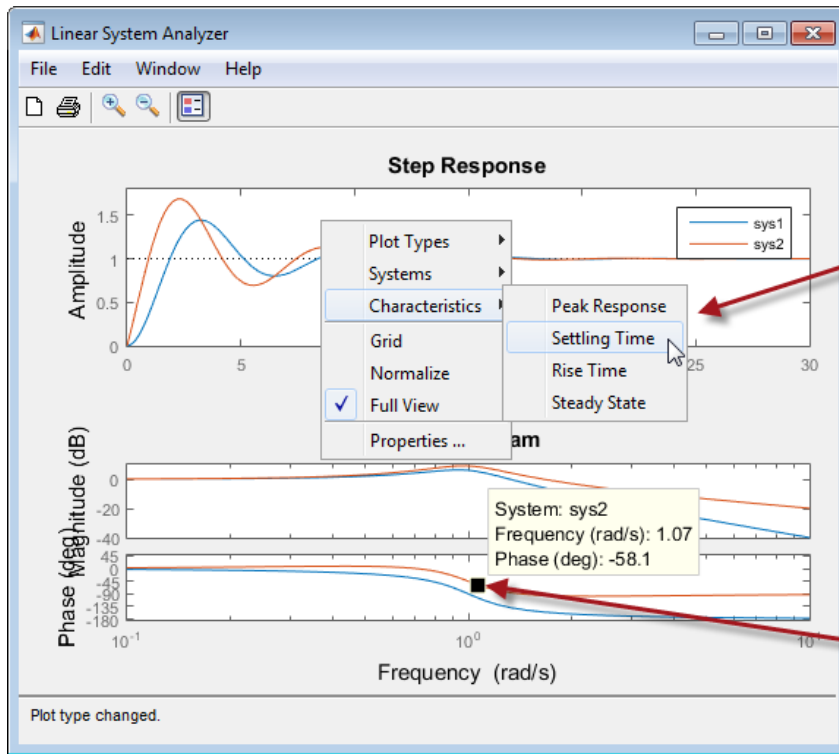 Linear System Analyzer
File Edit Window Help
Step Response
Amplitude
1.5
1
0.5
0
0 5 25 30
sys1
sys2
Plot Types
Systems
Characteristics
Grid
Normalize
Full View
Properties ...
Peak Response
Settling Time
Rise Time
Steady State
am
Magnitude (dB)
0
-20
-40
System: sys2
Frequency (rad/s): 1.07
Phase (deg): -58.1
Phase (deg)
45
0
-45
-90
-135
-180
10⁻¹ 10⁰ 10¹
Frequency (rad/s)
Plot type changed.